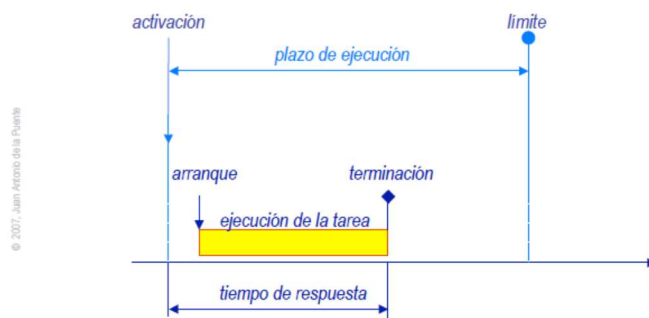 activación
límite
plazo de ejecución
arranque
terminación
ejecución de la tarea
tiempo de respuesta
© 2007, Juan Antonio de la Puente